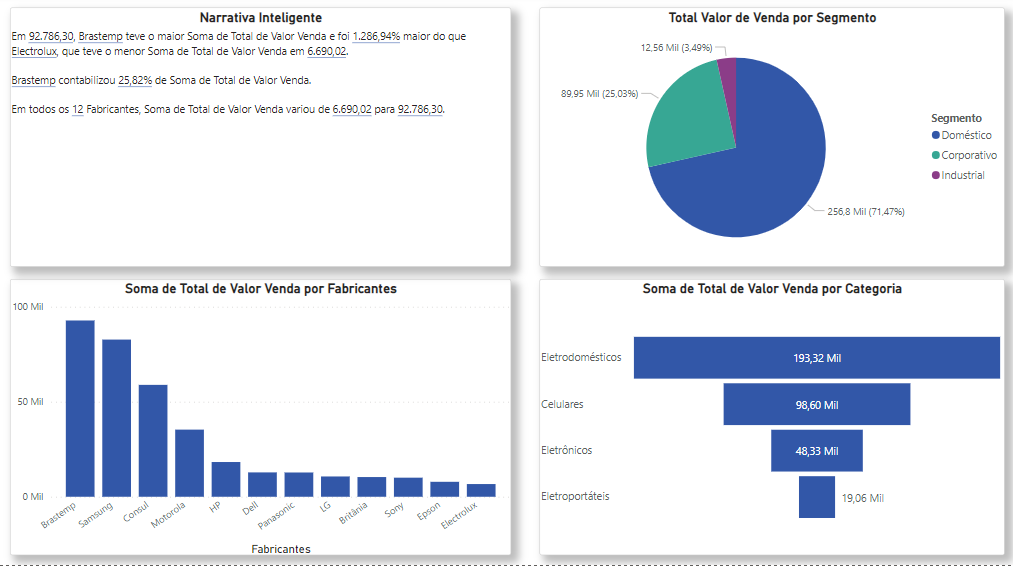 Narrativa Inteligente
Em 92.786,30, Brastemp teve o maior Soma de Total de Valor Venda e foi 1.286,94% maior do que
Electrolux, que teve o menor Soma de Total de Valor Venda em 6.690,02.
Brastemp contabilizou 25,82% de Soma de Total de Valor Venda.
Em todos os 12 Fabricantes, Soma de Total de Valor Venda variou de 6.690,02 para 92.786,30.
Total Valor de Venda por Segmento
12,56 Mil (3,49%)
89,95 Mil (25,03%)
256,8 Mil (71,47%)
Segmento
Doméstico
Corporativo
Industrial
Soma de Total de Valor Venda por Fabricantes
100 Mil
50 Mil
0 Mil
Brastemp
Samsung
Consul
Motorola
HP
Dell
Panasonic
LG
Britânia
Sony
Epson
Electrolux
Fabricantes
Soma de Total de Valor Venda por Categoria
Eletrodomésticos
193,32 Mil
Celulares
98,60 Mil
Eletrônicos
48,33 Mil
Eletroportáteis
19,06 Mil